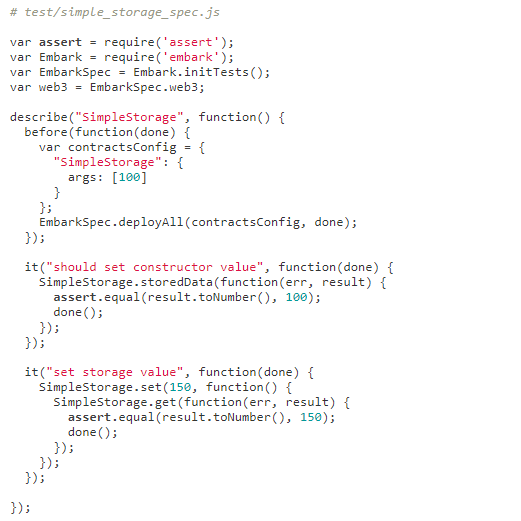 # test/simple_storage_spec.js

var assert = require('assert');
var Embark = require('embark');
var EmbarkSpec = Embark.initTests();
var web3 = EmbarkSpec.web3;

describe("SimpleStorage", function() {
  before(function(done) {
    var contractsConfig = {
      "SimpleStorage": {
        args: [100]
      }
    };
    EmbarkSpec.deployAll(contractsConfig, done);
  });

  it("should set constructor value", function(done) {
    SimpleStorage.storedData(function(err, result) {
      assert.equal(result.toNumber(), 100);
      done();
    });
  });

  it("set storage value", function(done) {
    SimpleStorage.set(150, function() {
      SimpleStorage.get(function(err, result) {
        assert.equal(result.toNumber(), 150);
        done();
      });
    });
  });

});